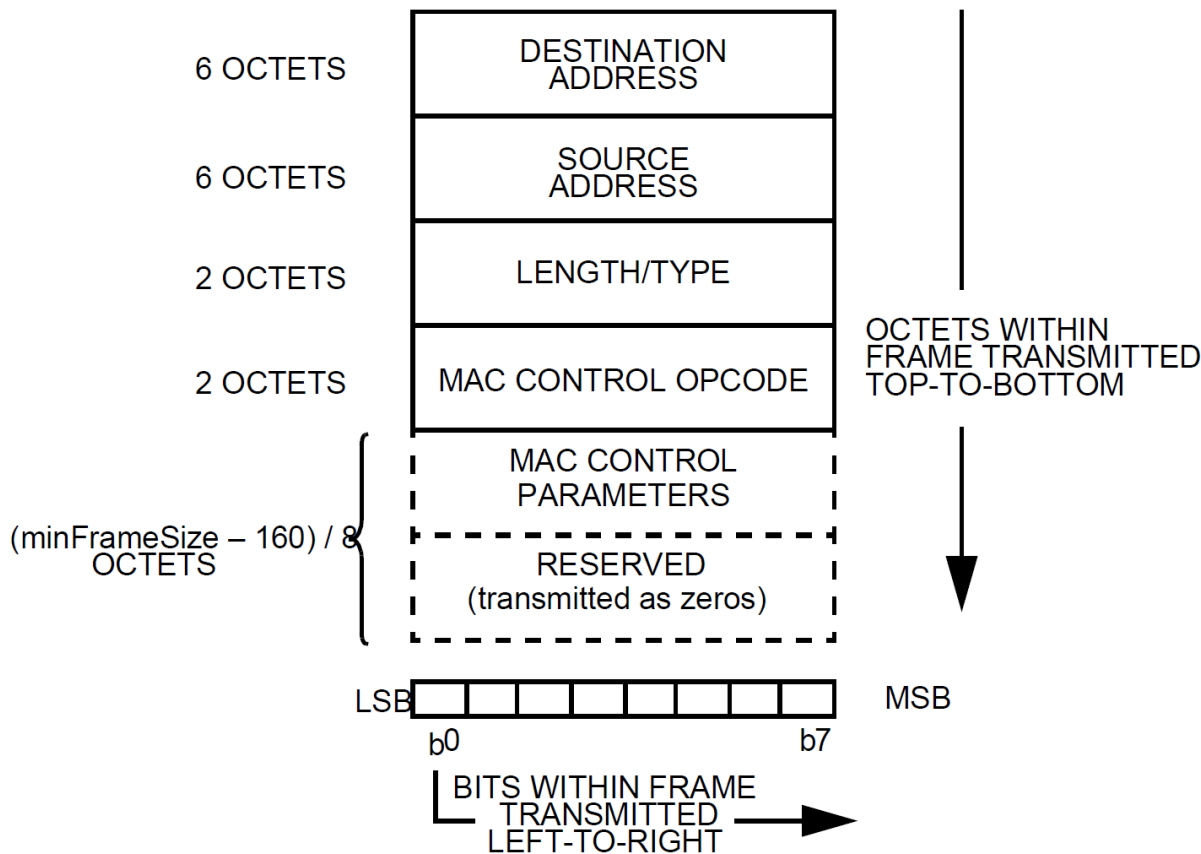 6 OCTETS
DESTINATION
ADDRESS
6 OCTETS
SOURCE
ADDRESS
2 OCTETS
LENGTH/TYPE
2 OCTETS
MAC CONTROL OPCODE
OCTETS WITHIN
FRAME TRANSMITTED
TOP-TO-BOTTOM
MAC CONTROL
PARAMETERS
(minFrameSize – 160) / 8
OCTETS
RESERVED
(transmitted as zeros)
LSB
MSB
b0
b7
BITS WITHIN FRAME
TRANSMITTED
LEFT-TO-RIGHT